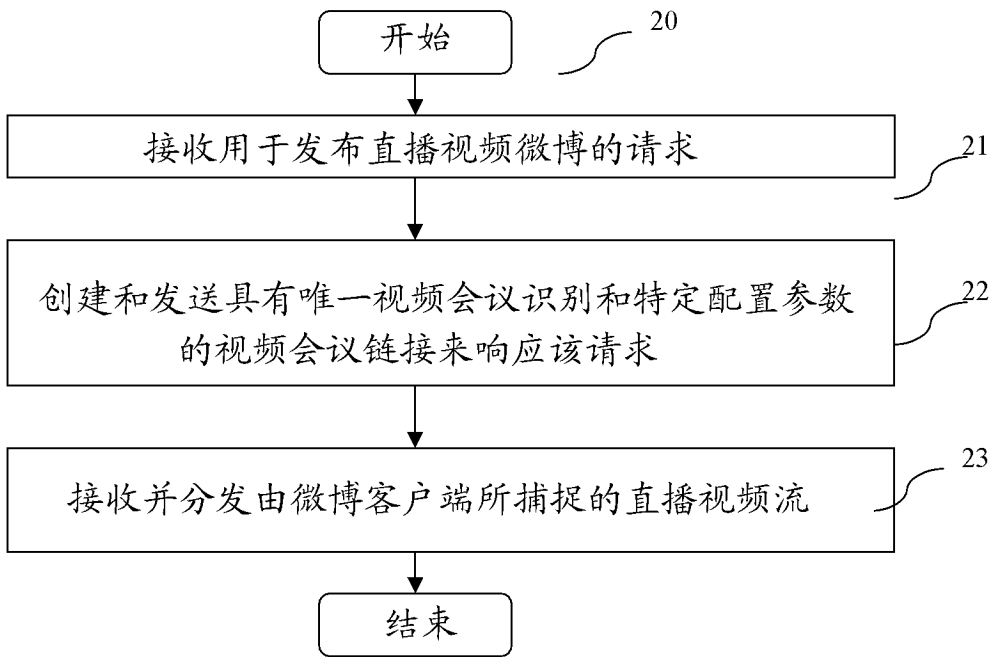 开始
20
接收用于发布直播视频微博的请求
21
创建和发送具有唯一视频会议识别和特定配置参数
的视频会议链接来响应该请求
22
接收并分发由微博客户端所捕捉的直播视频流
23
结束